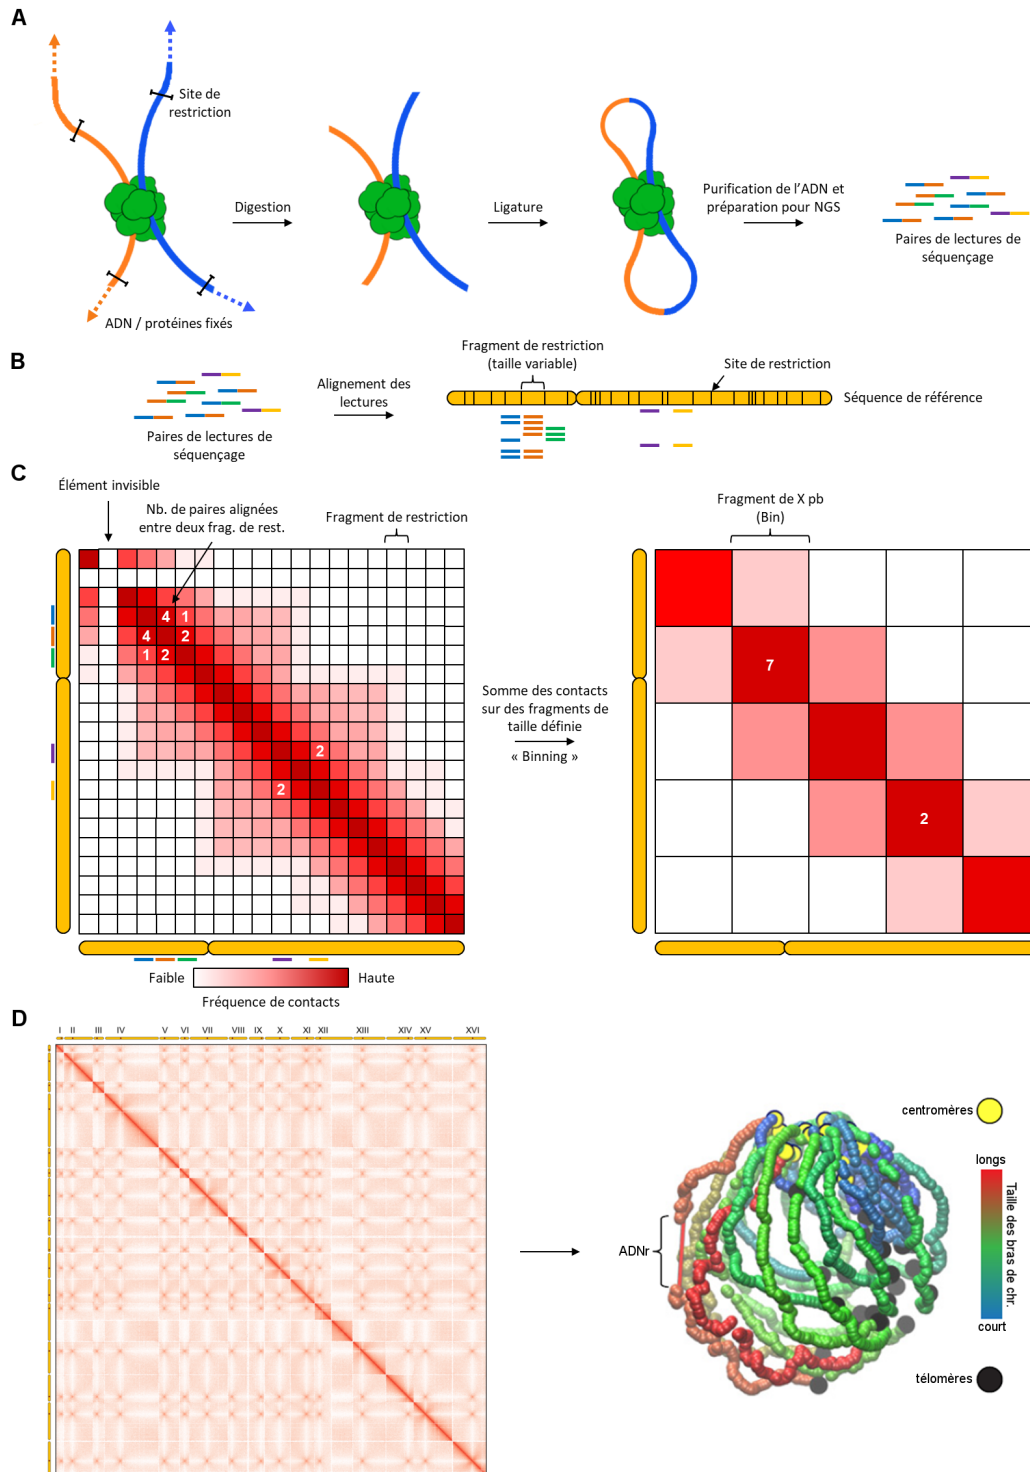 A
Site de
restriction
Digestion
Ligature
Purification de l'ADN et
préparation pour NGS
Paires de lectures de
séquençage
ADN / protéines fixés
B
Paires de lectures de
séquençage
Alignement des
lectures
Fragment de restriction
(taille variable)
Site de restriction
Séquence de référence
C
Élément invisible
Nb. de paires alignées
entre deux frag. de rest.
Fragment de restriction
4 1
4 2
1 2
2
2
Faible
Haute
Fréquence de contacts
Somme des contacts
sur des fragments de
taille définie
« Binning »
Fragment de X pb
(Bin)
7
2
D
I II III IV V VI VII VIII IX X XI XII XIII XIV XV XVI
ADNr
centromères
longs
Taille des bras de chr.
court
télomères